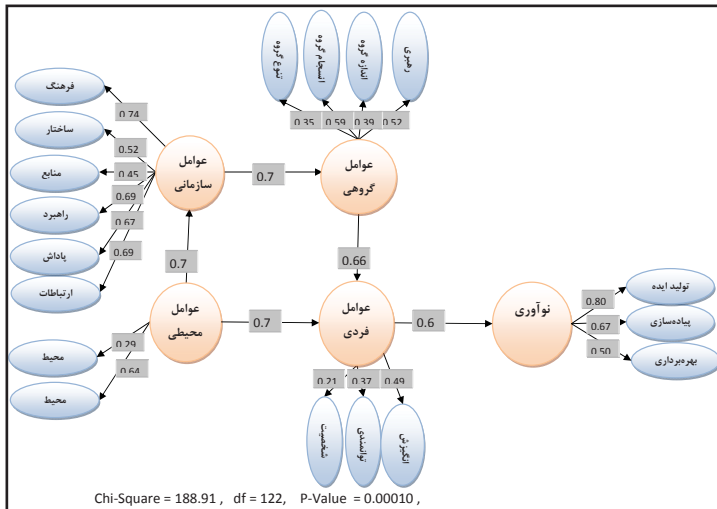 تنوع گروه
انسجام گروه
اندازه گروه
رهبری
0.35
0.59
0.39
0.52
فرهنگ
ساختار
منابع
راهبرد
پاداش
ارتباطات
0.74
0.52
0.45
0.69
0.67
0.69
عوامل
سازمانی
0.7
عوامل
گروهی
0.7
0.66
محیط
محیط
0.29
0.64
عوامل
محیطی
0.7
عوامل
فردی
0.6
نوآوری
0.80
0.67
0.50
تولید ایده
پیاده‌سازی
بهره‌برداری
0.21
0.37
0.49
شخصیت
توانمندی
انگیزش
Chi-Square = 188.91 , df = 122, P-Value = 0.00010 ,